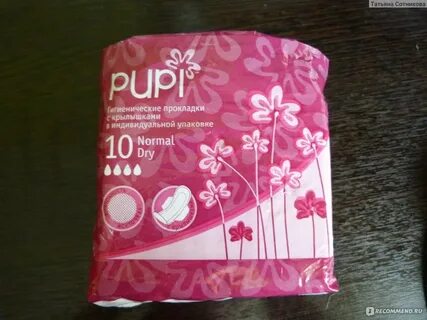 Татьяна Сотникова
pupi
Гигиенические прокладки
с крылышками
в индивидуальной упаковке
10 Normal
Dry
RECOMMEND.RU